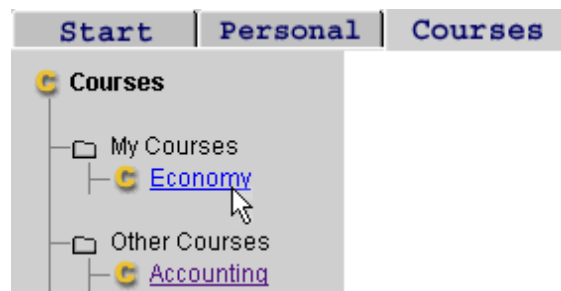 Start Personal Courses
Courses
My Courses
Economy
Other Courses
Accounting